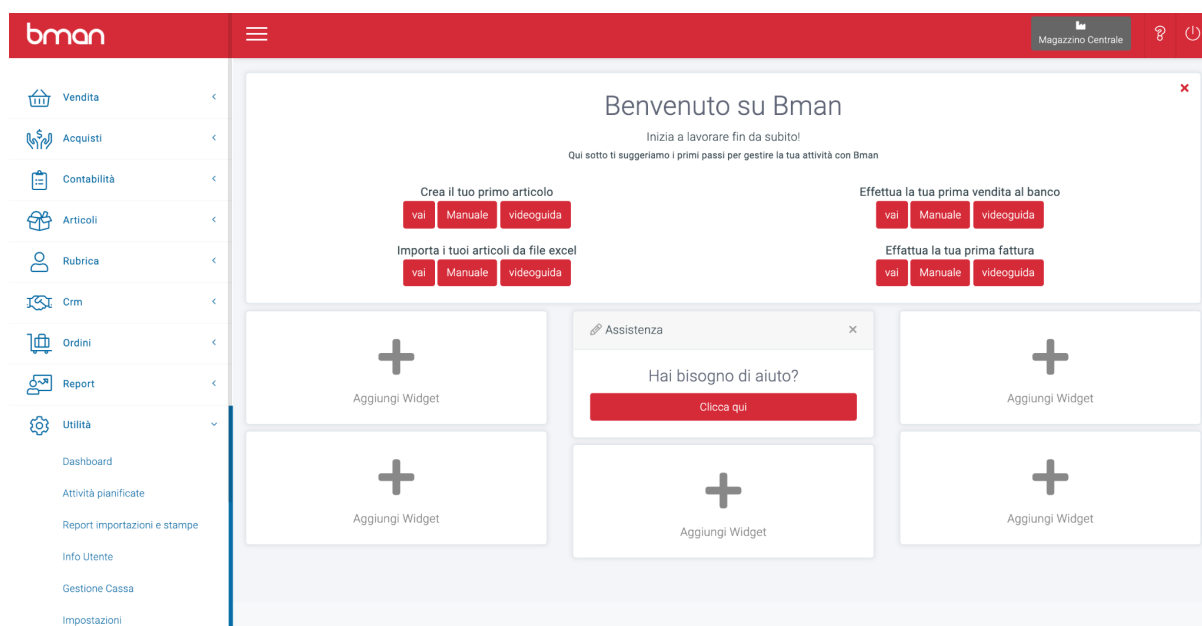 bman
Magazzino Centrale
Vendita
Acquisti
Contabilità
Articoli
Rubrica
Crm
Ordini
Report
Utilità
Dashboard
Attività pianificate
Report importazioni e stampe
Info Utente
Gestione Cassa
Impostazioni
Benvenuto su Bman
Inizia a lavorare fin da subito!
Qui sotto ti suggeriamo i primi passi per gestire la tua attività con Bman
Crea il tuo primo articolo
vai Manuale videoguida
Effettua la tua prima vendita al banco
vai Manuale videoguida
Importa i tuoi articoli da file excel
vai Manuale videoguida
Effattua la tua prima fattura
vai Manuale videoguida
Aggiungi Widget
Assistenza
Hai bisogno di aiuto?
Clicca qui
Aggiungi Widget
Aggiungi Widget
Aggiungi Widget
Aggiungi Widget